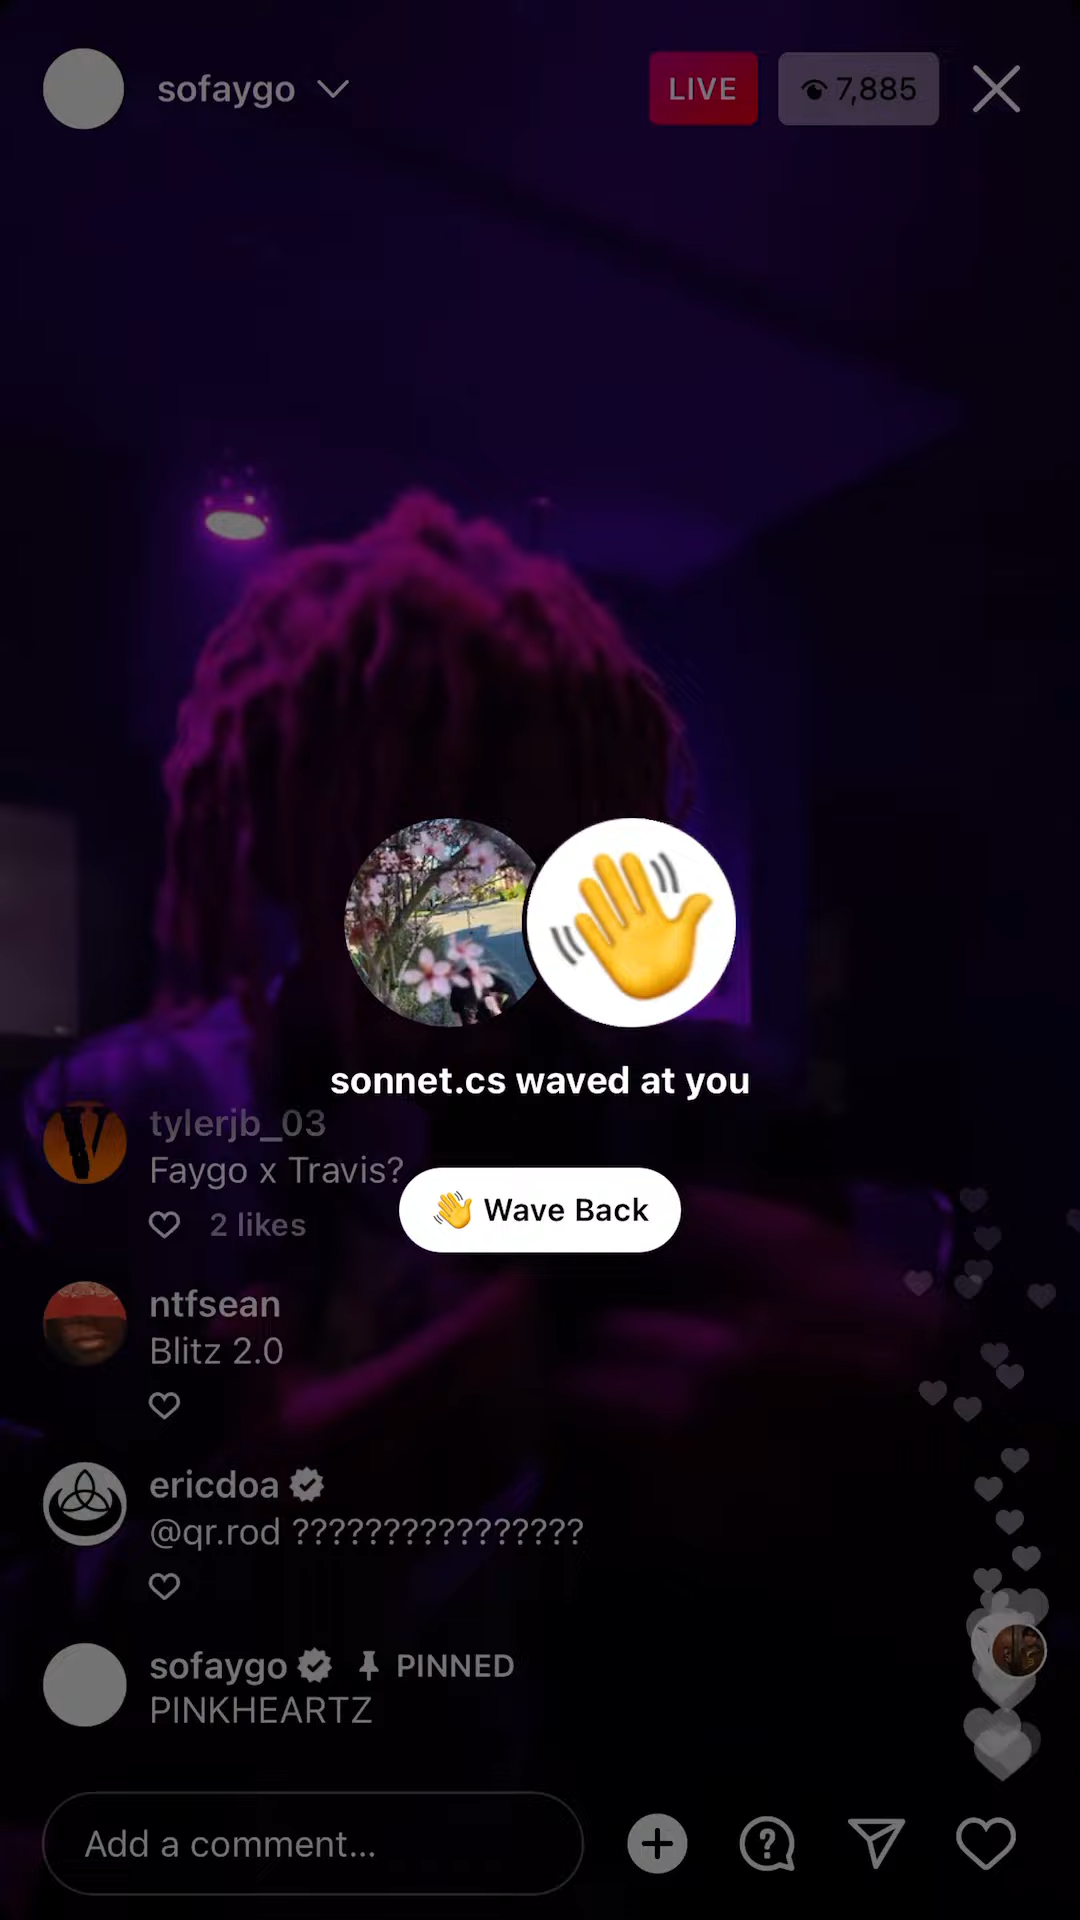 sofaygo
LIVE
7,885
sonnet.cs waved at you
tylerjb_03
Faygo x Travis?
2 likes
👋 Wave Back
ntfsean
Blitz 2.0
ericdoa
@qr.rod ????????????????
sofaygo PINNED
PINKHEARTZ
Add a comment...